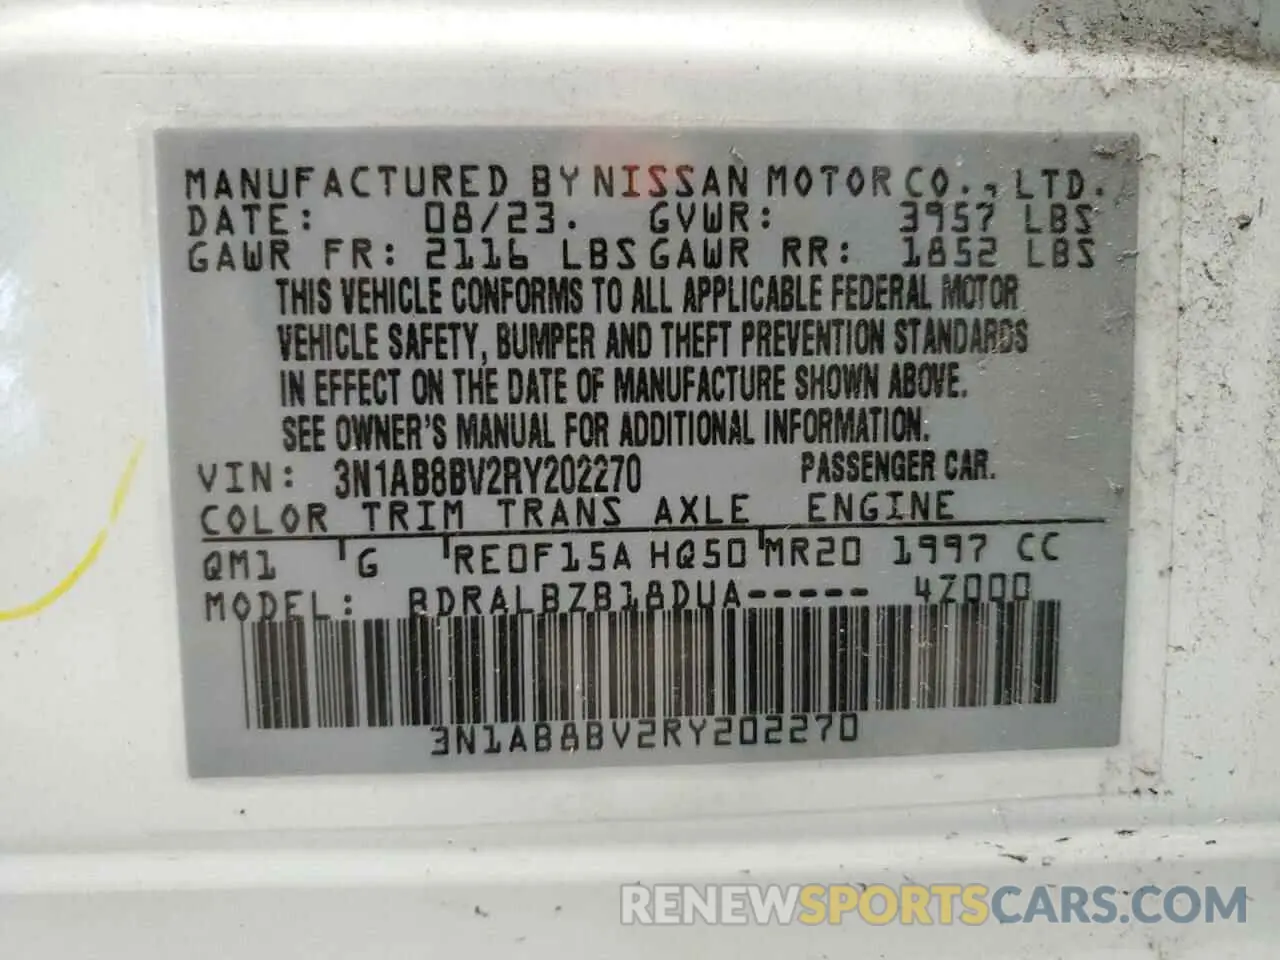 MANUFACTURED BY NISSAN MOTOR CO., LTD.
DATE: 08/23. GVWR: 3957 LBS
GAWR FR: 2116 LBS GAWR RR: 1852 LBS
THIS VEHICLE CONFORMS TO ALL APPLICABLE FEDERAL MOTOR
VEHICLE SAFETY, BUMPER AND THEFT PREVENTION STANDARDS
IN EFFECT ON THE DATE OF MANUFACTURE SHOWN ABOVE.
SEE OWNER'S MANUAL FOR ADDITIONAL INFORMATION.
VIN: 3N1AB8BV2RY202270 PASSENGER CAR.
COLOR TRIM TRANS AXLE ENGINE
QM1 G RE0F15A HQ50 MR20 1997 CC
MODEL: BDRALBZB18DUA----- 4Z000
3N1AB8BV2RY202270
RENEWSPORTSCARS.COM